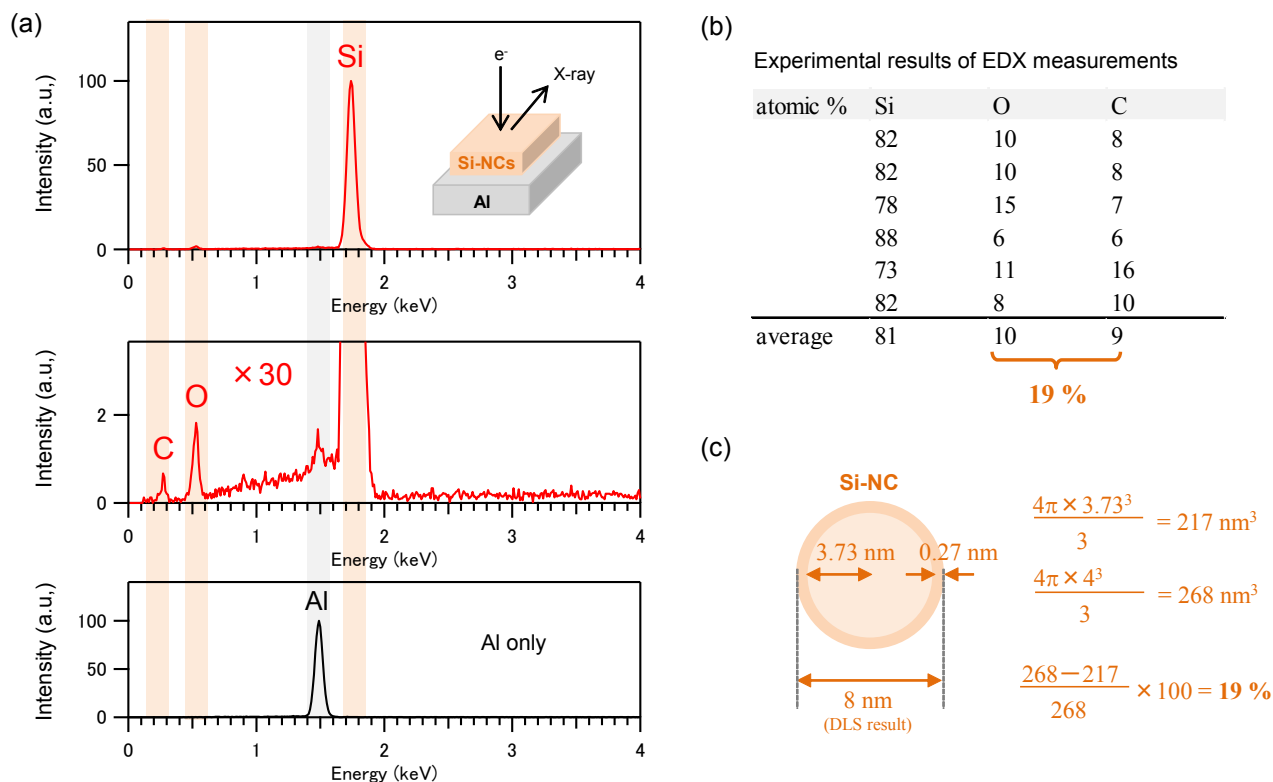 (a)
Intensity (a.u,)
100
50
0
Si
e-
X-ray
Si-NCs
Al
0 1 2 3 4
Energy (keV)
Intensity (a.u,)
2
0
C
O
×30
0 1 2 3 4
Energy (keV)
Intensity (a.u,)
100
50
0
Al
Al only
0 1 2 3 4
Energy (keV)
(b)
Experimental results of EDX measurements
atomic % Si O C
82 10 8
82 10 8
78 15 7
88 6 6
73 11 16
82 8 10
average 81 10 9
19 %
(c)
Si-NC
3.73 nm
0.27 nm
8 nm
(DLS result)
4π × 3.73³
3
= 217 nm³
4π × 4³
3
= 268 nm³
268−217
268
× 100 = 19 %